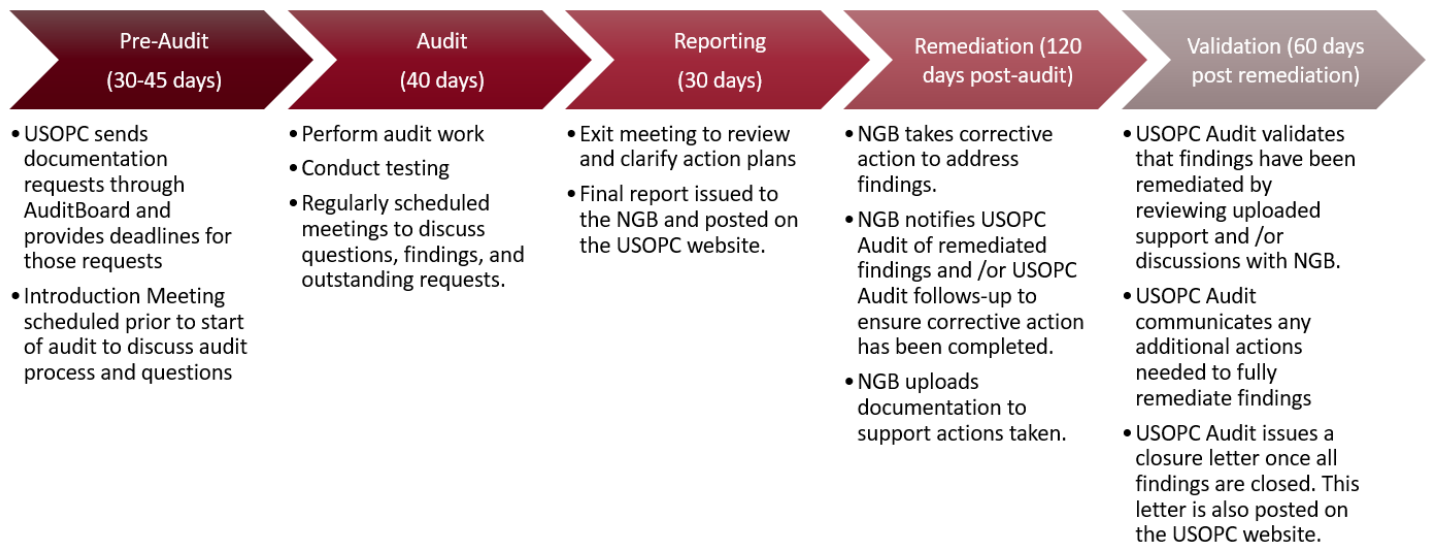 Pre-Audit
(30-45 days)
Audit
(40 days)
Reporting
(30 days)
Remediation (120
days post-audit)
Validation (60 days
post remediation)
• USOPC sends
documentation
requests through
AuditBoard and
provides deadlines for
those requests
• Introduction Meeting
scheduled prior to start
of audit to discuss audit
process and questions
• Perform audit work
• Conduct testing
• Regularly scheduled
meetings to discuss
questions, findings, and
outstanding requests.
• Exit meeting to review
and clarify action plans
• Final report issued to
the NGB and posted on
the USOPC website.
• NGB takes corrective
action to address
findings.
• NGB notifies USOPC
Audit of remediated
findings and /or USOPC
Audit follows-up to
ensure corrective action
has been completed.
• NGB uploads
documentation to
support actions taken.
• USOPC Audit validates
that findings have been
remediated by
reviewing uploaded
support and /or
discussions with NGB.
• USOPC Audit
communicates any
additional actions
needed to fully
remediate findings
• USOPC Audit issues a
closure letter once all
findings are closed. This
letter is also posted on
the USOPC website.